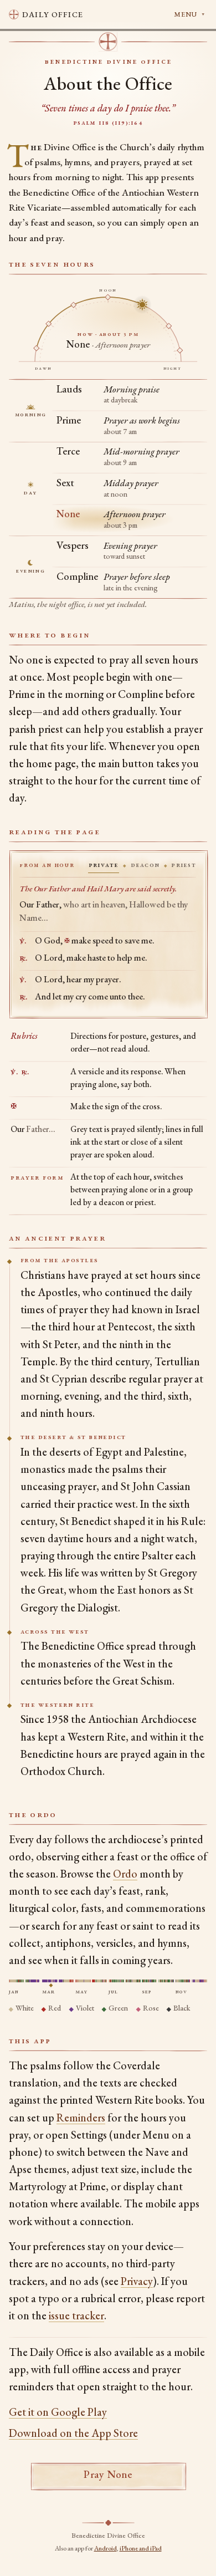 DAILY OFFICE
MENU
BENEDICTINE DIVINE OFFICE
About the Office
“Seven times a day do I praise thee.”
PSALM 118 (119):164
THE Divine Office is the Church’s daily rhythm
of psalms, hymns, and prayers, prayed at set
hours from morning to night. This app presents
the Benedictine Office of the Antiochian Western
Rite Vicariate—assembled automatically for each
day’s feast and season, so you can simply open an
hour and pray.
THE SEVEN HOURS
NOON
NOW · ABOUT 3 PM
None · Afternoon prayer
DAWN
NIGHT
MORNING
Lauds
Morning praise
at daybreak
Prime
Prayer as work begins
about 7 am
DAY
Terce
Mid-morning prayer
about 9 am
Sext
Midday prayer
at noon
None
Afternoon prayer
about 3 pm
EVENING
Vespers
Evening prayer
toward sunset
Compline
Prayer before sleep
late in the evening
Matins, the night office, is not yet included.
WHERE TO BEGIN
No one is expected to pray all seven hours
at once. Most people begin with one—
Prime in the morning or Compline before
sleep—and add others gradually. Your
parish priest can help you establish a prayer
rule that fits your life. Whenever you open
the home page, the main button takes you
straight to the hour for the current time of
day.
READING THE PAGE
FROM AN HOUR
PRIVATE
DEACON
PRIEST
The Our Father and Hail Mary are said secretly.
Our Father, who art in heaven, Hallowed be thy
Name…
℣. O God, ✠ make speed to save me.
℟. O Lord, make haste to help me.
℣. O Lord, hear my prayer.
℟. And let my cry come unto thee.
Rubrics
Directions for posture, gestures, and
order—not read aloud.
℣. ℟.
A versicle and its response. When
praying alone, say both.
✠
Make the sign of the cross.
Our Father…
Grey text is prayed silently; lines in full
ink at the start or close of a silent
prayer are spoken aloud.
PRAYER FORM
At the top of each hour, switches
between praying alone or in a group
led by a deacon or priest.
AN ANCIENT PRAYER
FROM THE APOSTLES
Christians have prayed at set hours since
the Apostles, who continued the daily
times of prayer they had known in Israel
—the third hour at Pentecost, the sixth
with St Peter, and the ninth in the
Temple. By the third century, Tertullian
and St Cyprian describe regular prayer at
morning, evening, and the third, sixth,
and ninth hours.
THE DESERT & ST BENEDICT
In the deserts of Egypt and Palestine,
monastics made the psalms their
unceasing prayer, and St John Cassian
carried their practice west. In the sixth
century, St Benedict shaped it in his Rule:
seven daytime hours and a night watch,
praying through the entire Psalter each
week. His life was written by St Gregory
the Great, whom the East honors as St
Gregory the Dialogist.
ACROSS THE WEST
The Benedictine Office spread through
the monasteries of the West in the
centuries before the Great Schism.
THE WESTERN RITE
Since 1958 the Antiochian Archdiocese
has kept a Western Rite, and within it the
Benedictine hours are prayed again in the
Orthodox Church.
THE ORDO
Every day follows the archdiocese’s printed
ordo, observing either a feast or the office of
the season. Browse the Ordo month by
month to see each day’s feast, rank,
liturgical color, fasts, and commemorations
—or search for any feast or saint to read its
collect, antiphons, versicles, and hymns,
and see when it falls in coming years.
JAN
MAR
MAY
JUL
SEP
NOV
White
Red
Violet
Green
Rose
Black
THIS APP
The psalms follow the Coverdale
translation, and the texts are checked
against the printed Western Rite books. You
can set up Reminders for the hours you
pray, or open Settings (under Menu on a
phone) to switch between the Nave and
Apse themes, adjust text size, include the
Martyrology at Prime, or display chant
notation where available. The mobile apps
work without a connection.
Your preferences stay on your device—
there are no accounts, no third-party
trackers, and no ads (see Privacy). If you
spot a typo or a rubrical error, please report
it on the issue tracker.
The Daily Office is also available as a mobile
app, with full offline access and prayer
reminders that open straight to the hour.
Get it on Google Play
Download on the App Store
Pray None
Benedictine Divine Office
Also an app for Android, iPhone and iPad